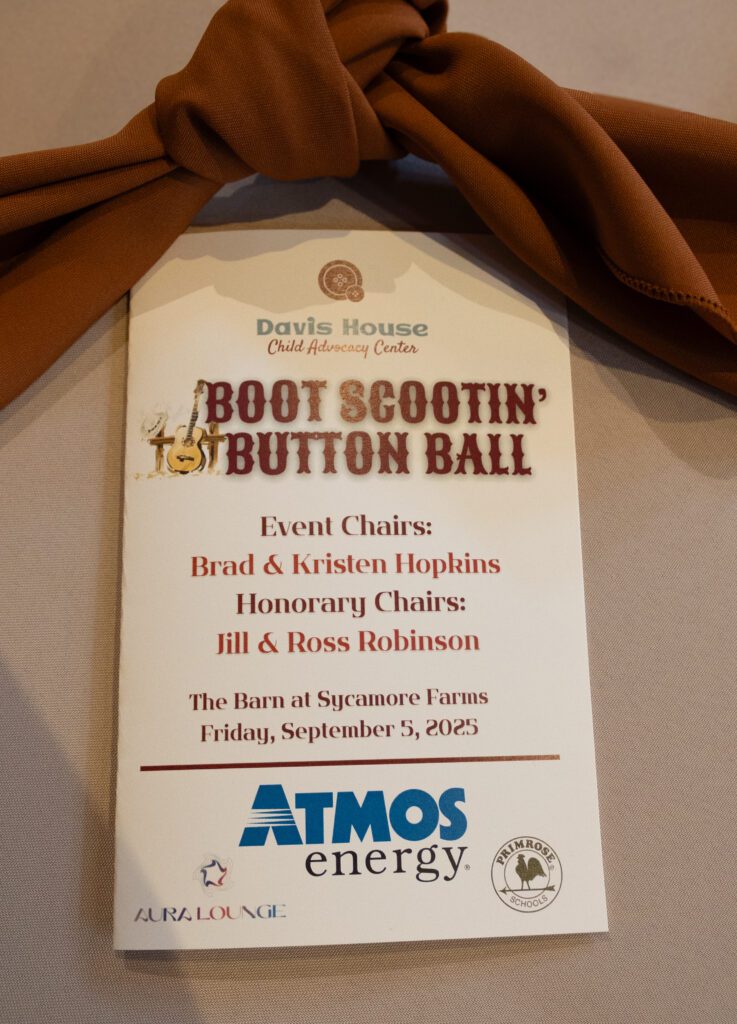 Davis House
Child Advocacy Center
BOOT SCOOTIN'
BUTTON BALL
Event Chairs:
Brad & Kristen Hopkins
Honorary Chairs:
Jill & Ross Robinson
The Barn at Sycamore Farms
Friday, September 5, 2025
ATMOS
energy®
AURA LOUNGE
PRIMROSE®
SCHOOLS